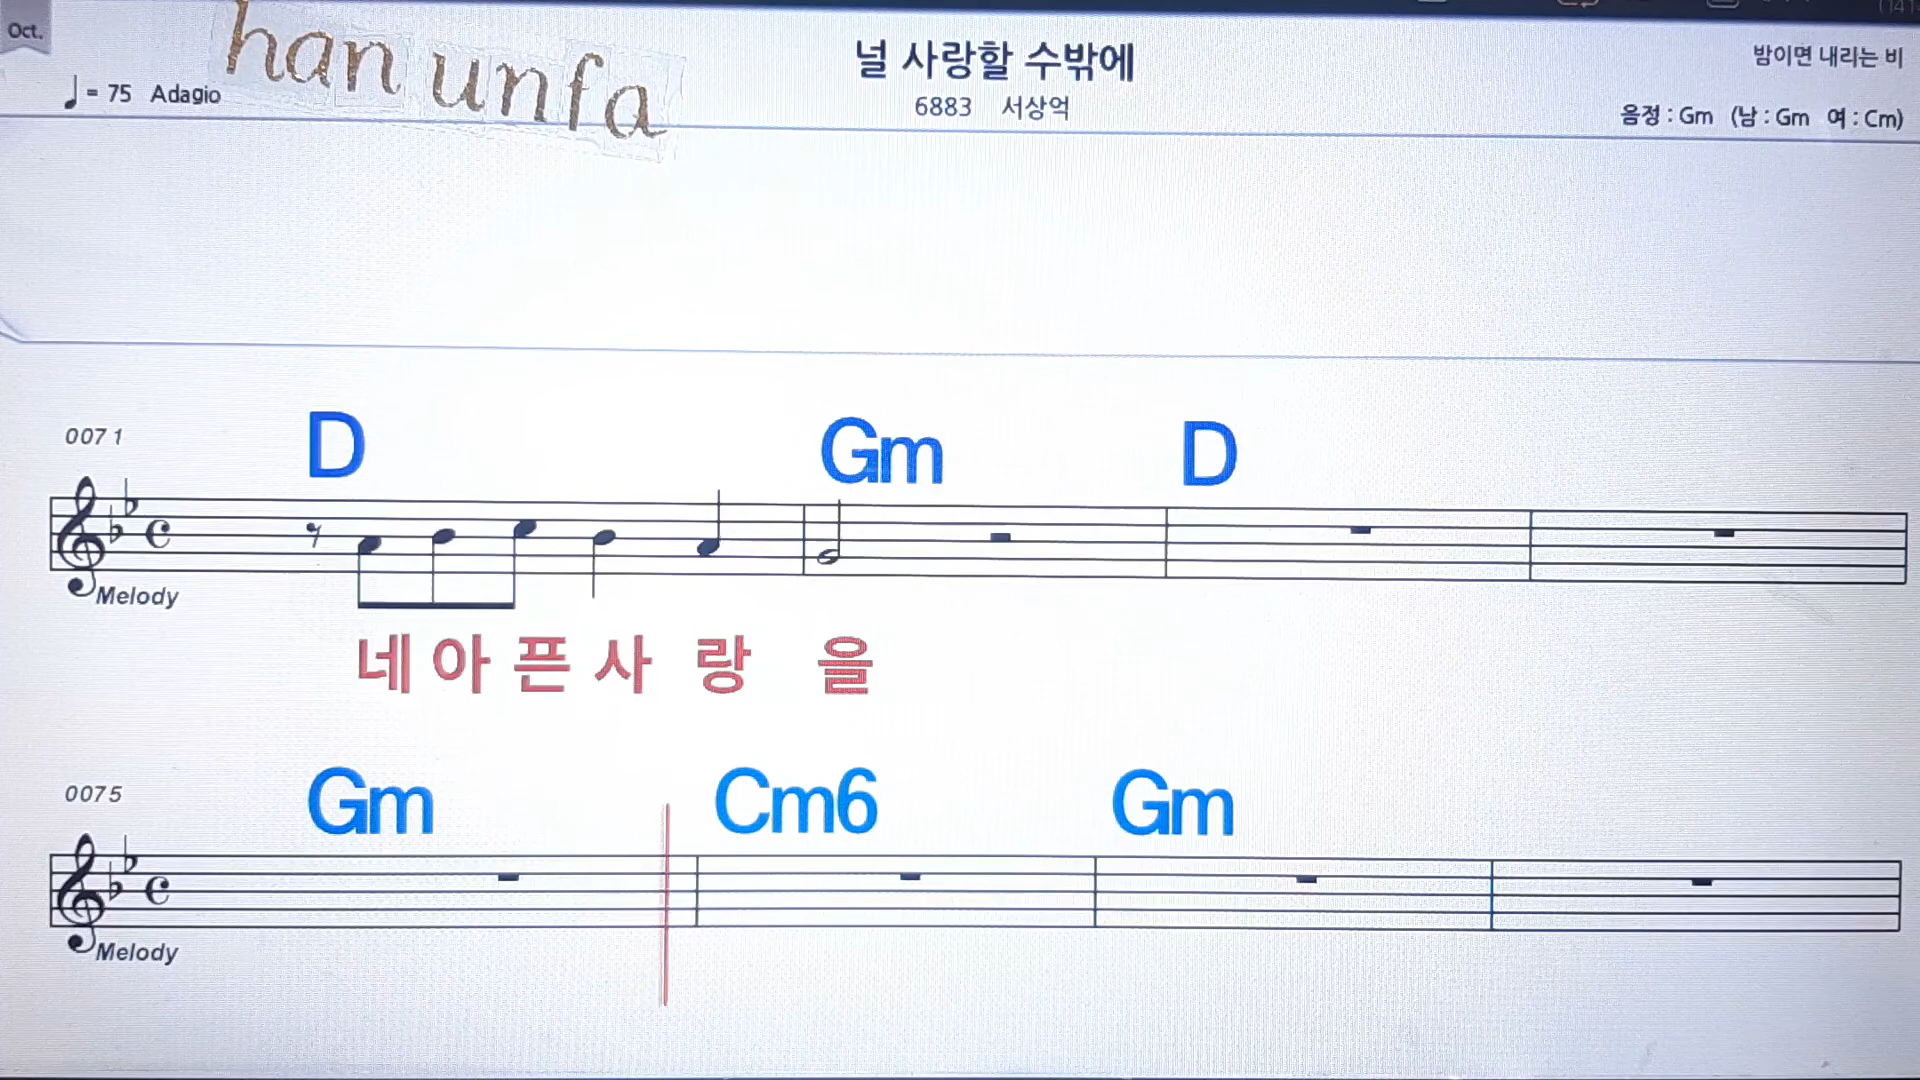 Oct.
han unfa
널 사랑할 수밖에
밤이면 내리는 비
= 75 Adagio
6883 서상억
음정 : Gm (남 : Gm 여 : Cm)
0071
D Gm D
Melody
네 아 픈 사 랑 을
0075
Gm Cm6 Gm
Melody